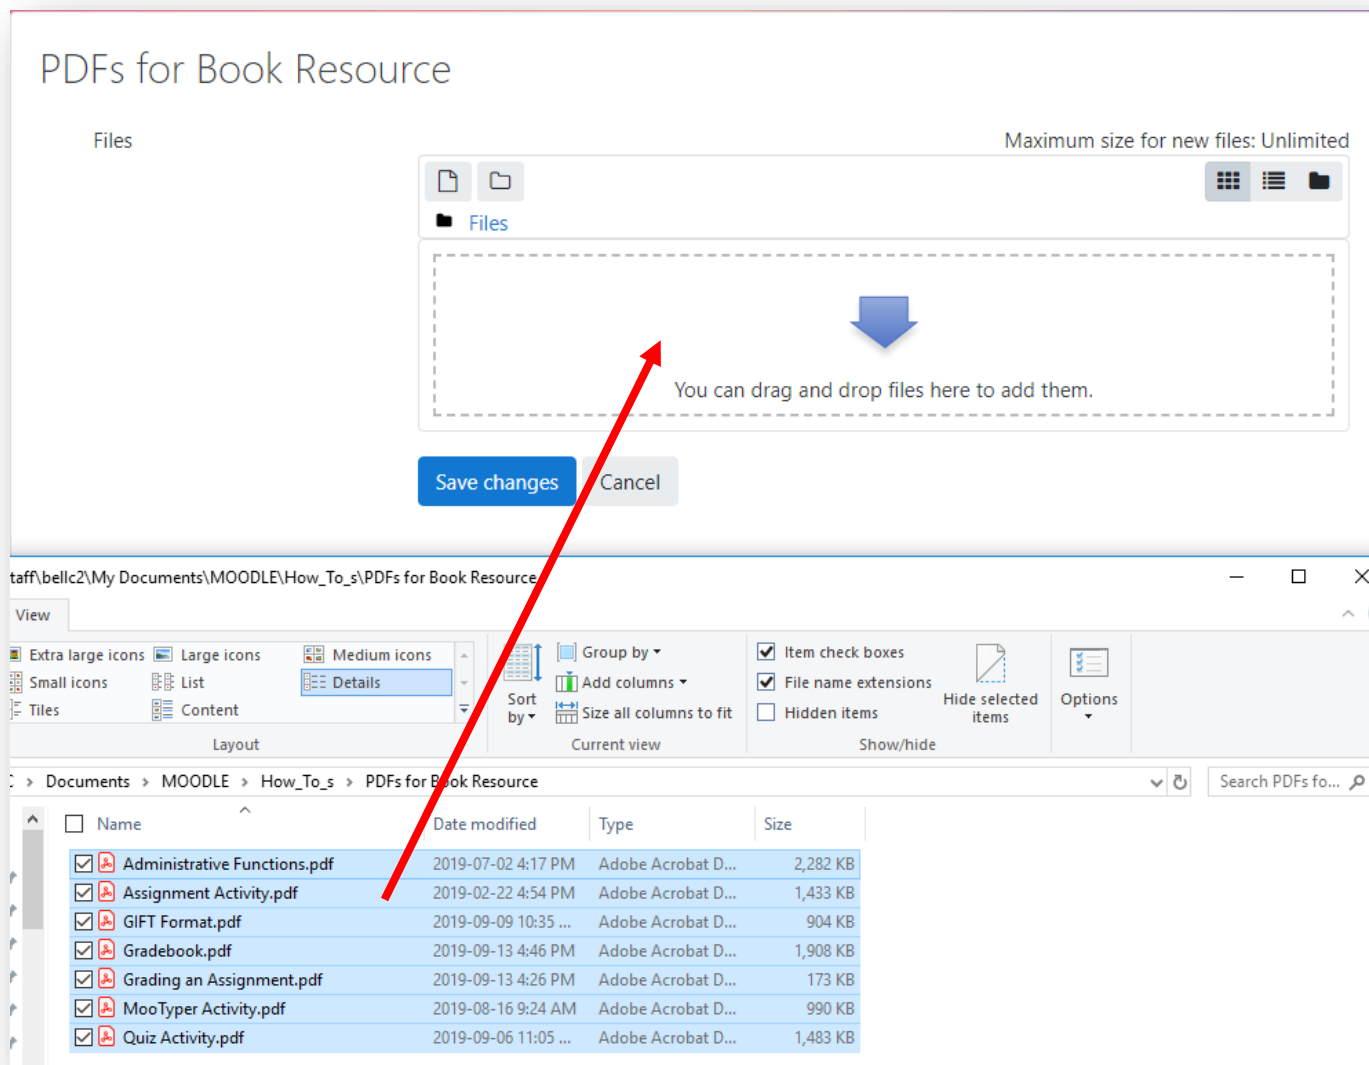 PDFs for Book Resource
Files
Maximum size for new files: Unlimited
Files
You can drag and drop files here to add them.
Save changes
Cancel
taff\bellc2\My Documents\MOODLE\How_To_s\PDFs for Book Resource
View
Extra large icons Large icons Medium icons
Small icons List Details
Tiles Content
Layout
Sort by
Group by
Add columns
Size all columns to fit
Current view
Item check boxes
File name extensions
Hidden items
Hide selected items
Show/hide
Options
Documents > MOODLE > How_To_s > PDFs for Book Resource
Search PDFs fo...
Name Date modified Type Size
Administrative Functions.pdf 2019-07-02 4:17 PM Adobe Acrobat D... 2,282 KB
Assignment Activity.pdf 2019-02-22 4:54 PM Adobe Acrobat D... 1,433 KB
GIFT Format.pdf 2019-09-09 10:35 ... Adobe Acrobat D... 904 KB
Gradebook.pdf 2019-09-13 4:46 PM Adobe Acrobat D... 1,908 KB
Grading an Assignment.pdf 2019-09-13 4:26 PM Adobe Acrobat D... 173 KB
MooTyper Activity.pdf 2019-08-16 9:24 AM Adobe Acrobat D... 990 KB
Quiz Activity.pdf 2019-09-06 11:05 ... Adobe Acrobat D... 1,483 KB